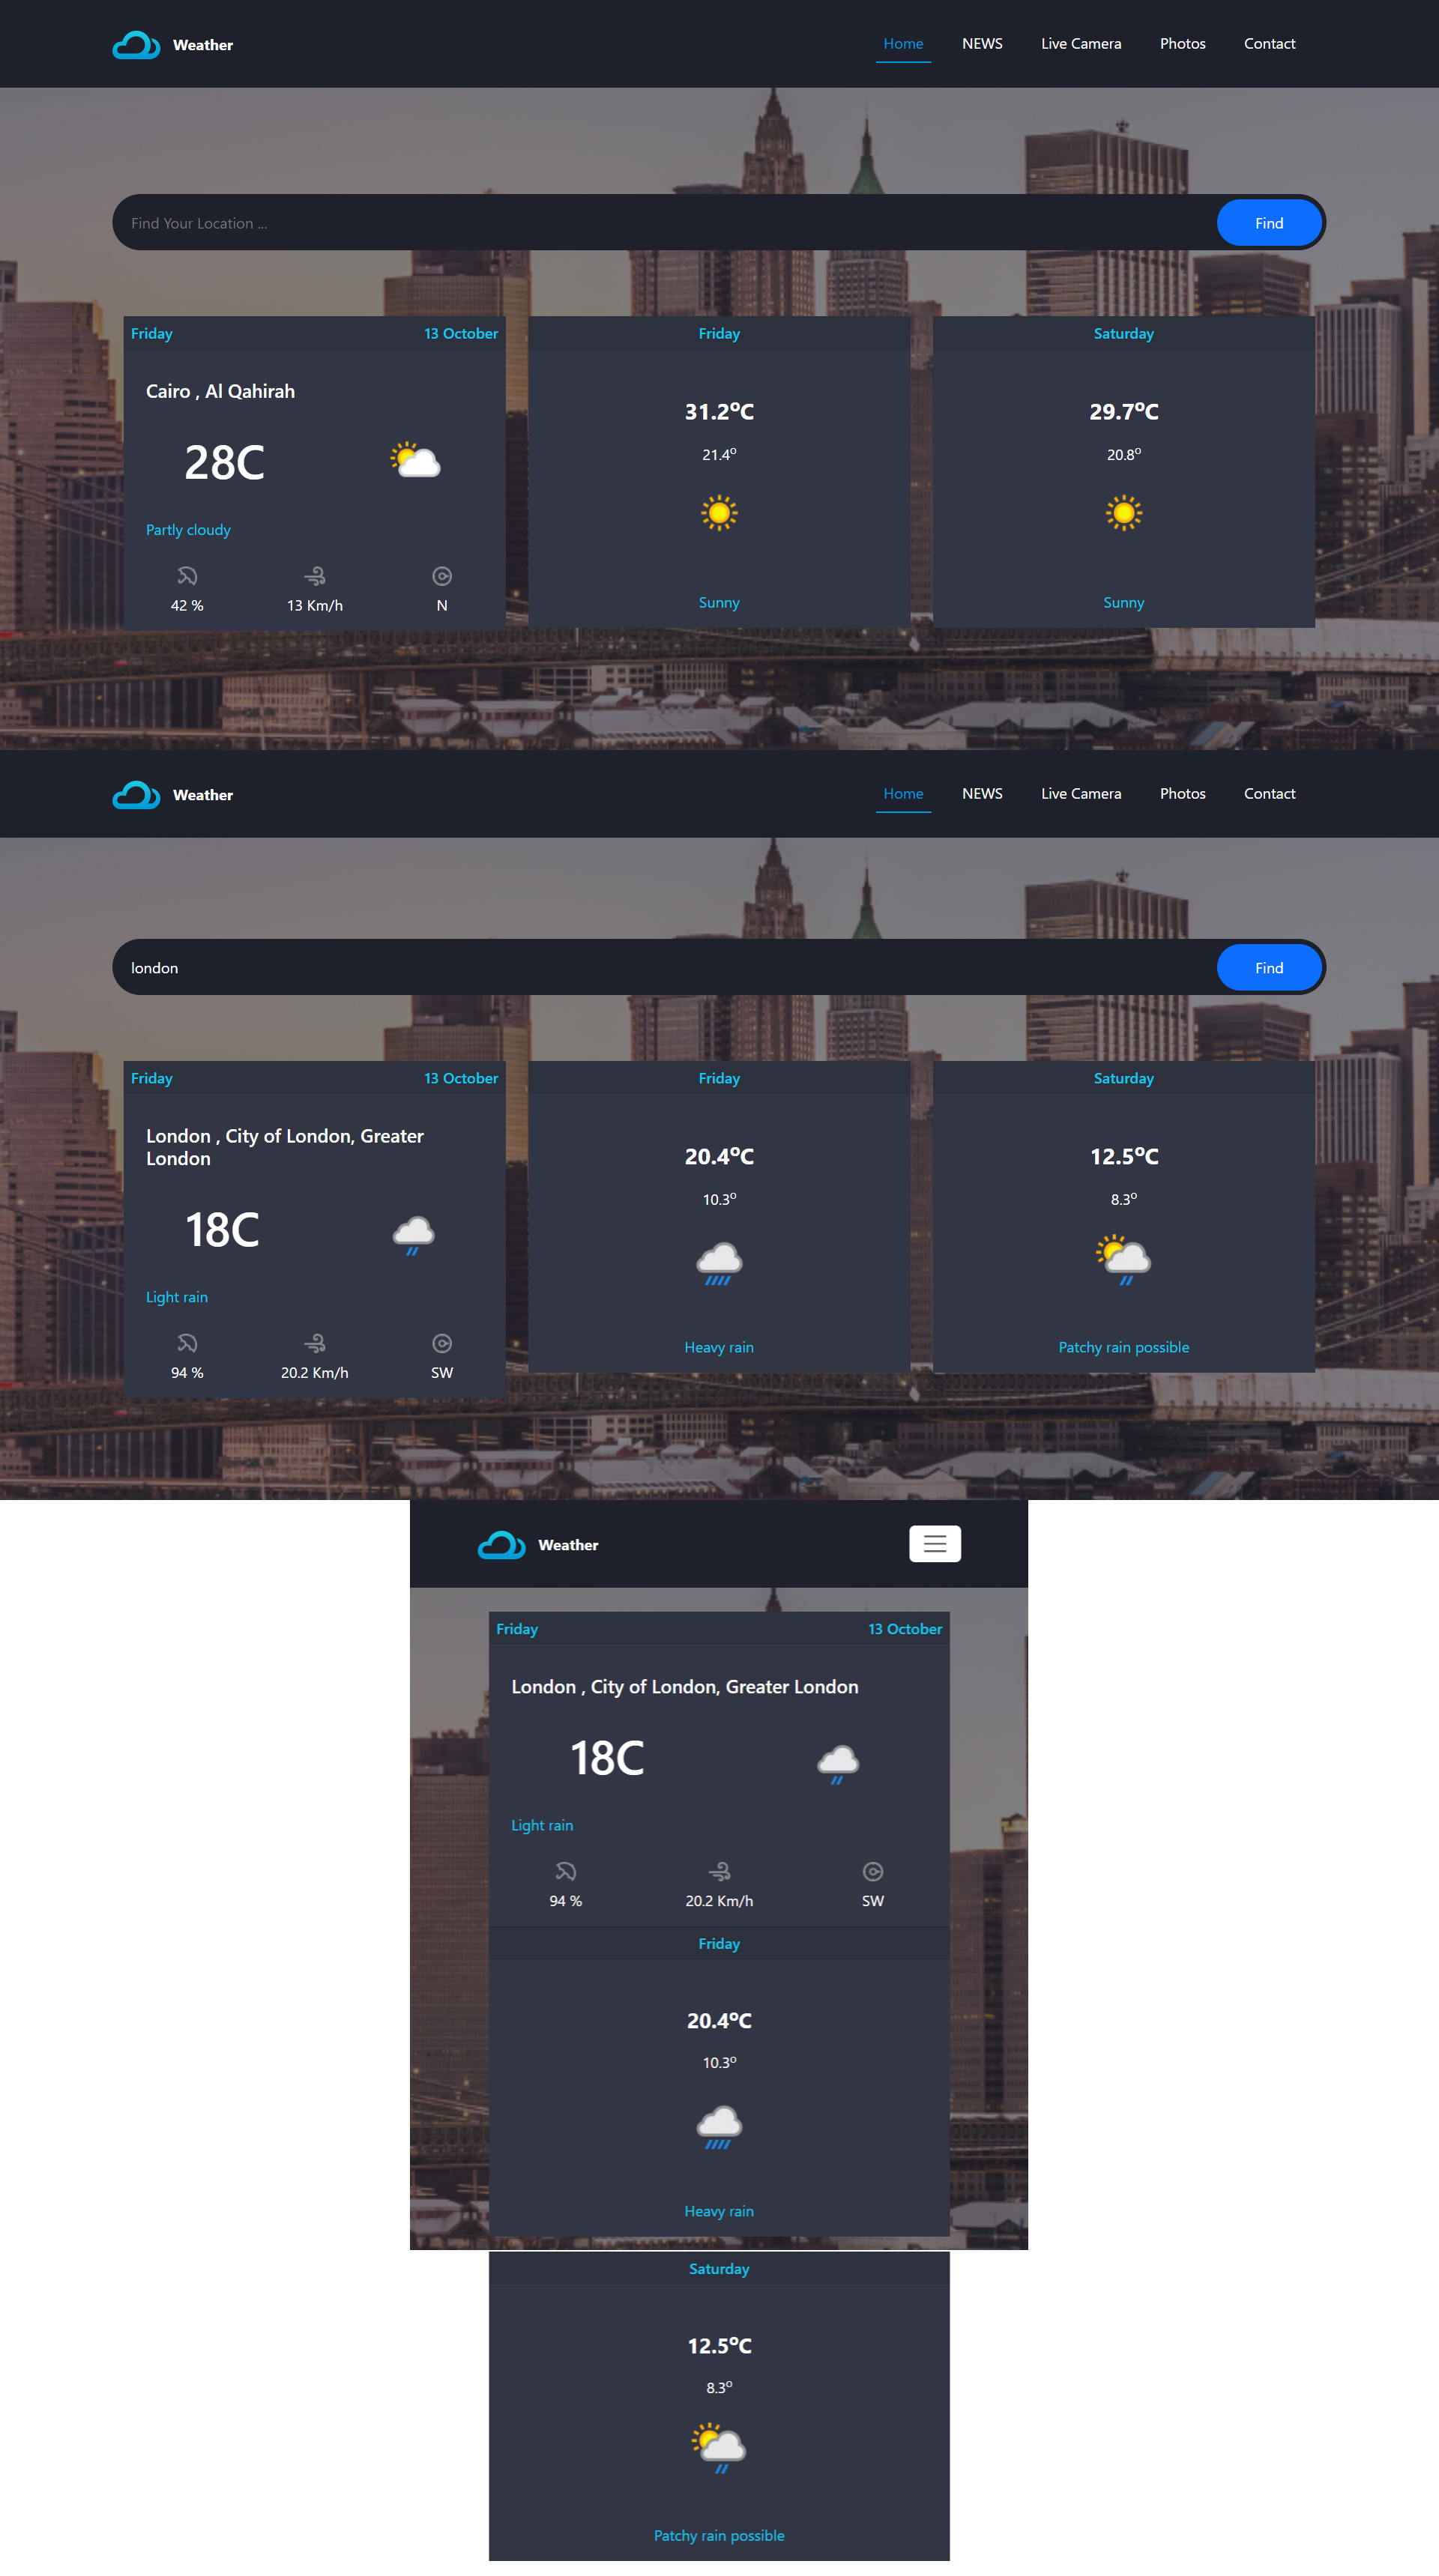 Weather
Home NEWS Live Camera Photos Contact
Find Your Location ...
Find
Friday 13 October
Cairo , Al Qahirah
28C
Partly cloudy
42 % 13 Km/h N
Friday
31.2°C
21.4°
Sunny
Saturday
29.7°C
20.8°
Sunny
Weather
Home NEWS Live Camera Photos Contact
london
Find
Friday 13 October
London , City of London, Greater
London
18C
Light rain
94 % 20.2 Km/h SW
Friday
20.4°C
10.3°
Heavy rain
Saturday
12.5°C
8.3°
Patchy rain possible
Weather
Friday 13 October
London , City of London, Greater London
18C
Light rain
94 % 20.2 Km/h SW
Friday
20.4°C
10.3°
Heavy rain
Saturday
12.5°C
8.3°
Patchy rain possible